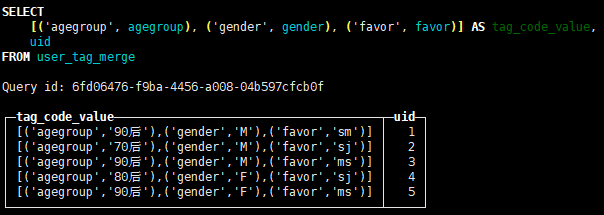 SELECT
[('agegroup', agegroup), ('gender', gender), ('favor', favor)] AS tag_code_value,
uid
FROM user_tag_merge
Query id: 6fd06476-f9ba-4456-a008-04b597cfcb0f
tag_code_value uid
[('agegroup','90后'),('gender','M'),('favor','sm')] 1
[('agegroup','70后'),('gender','M'),('favor','sj')] 2
[('agegroup','90后'),('gender','M'),('favor','ms')] 3
[('agegroup','80后'),('gender','F'),('favor','sj')] 4
[('agegroup','90后'),('gender','F'),('favor','ms')] 5